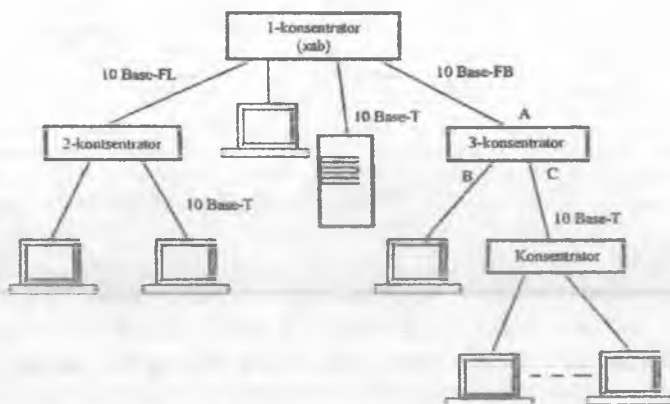 1-konsentrator
(xab)
10 Base-FL
10 Base-FB
10 Base-T
A
2-kontsentrator
3-konsentrator
B
C
10 Base-T
10 Base-T
Konsentrator